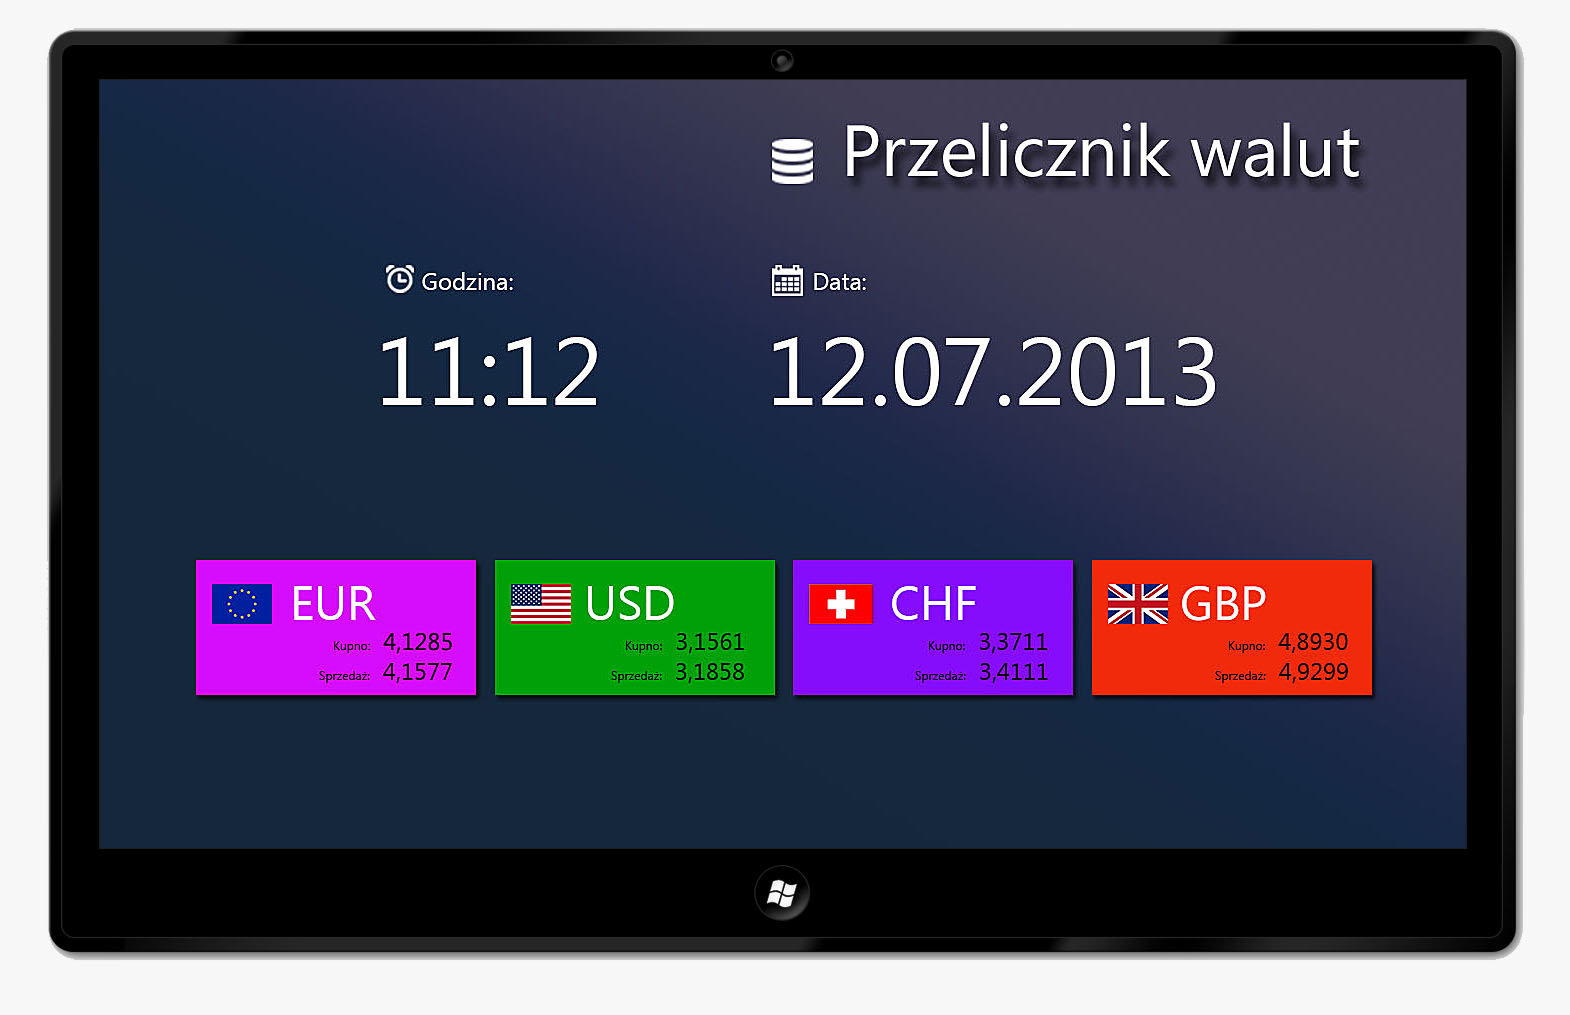 Przelicznik walut
Godzina:
Data:
11:12
12.07.2013
EUR
Kupno: 4,1285
Sprzedaż: 4,1577
USD
Kupno: 3,1561
Sprzedaż: 3,1858
CHF
Kupno: 3,3711
Sprzedaż: 3,4111
GBP
Kupno: 4,8930
Sprzedaż: 4,9299